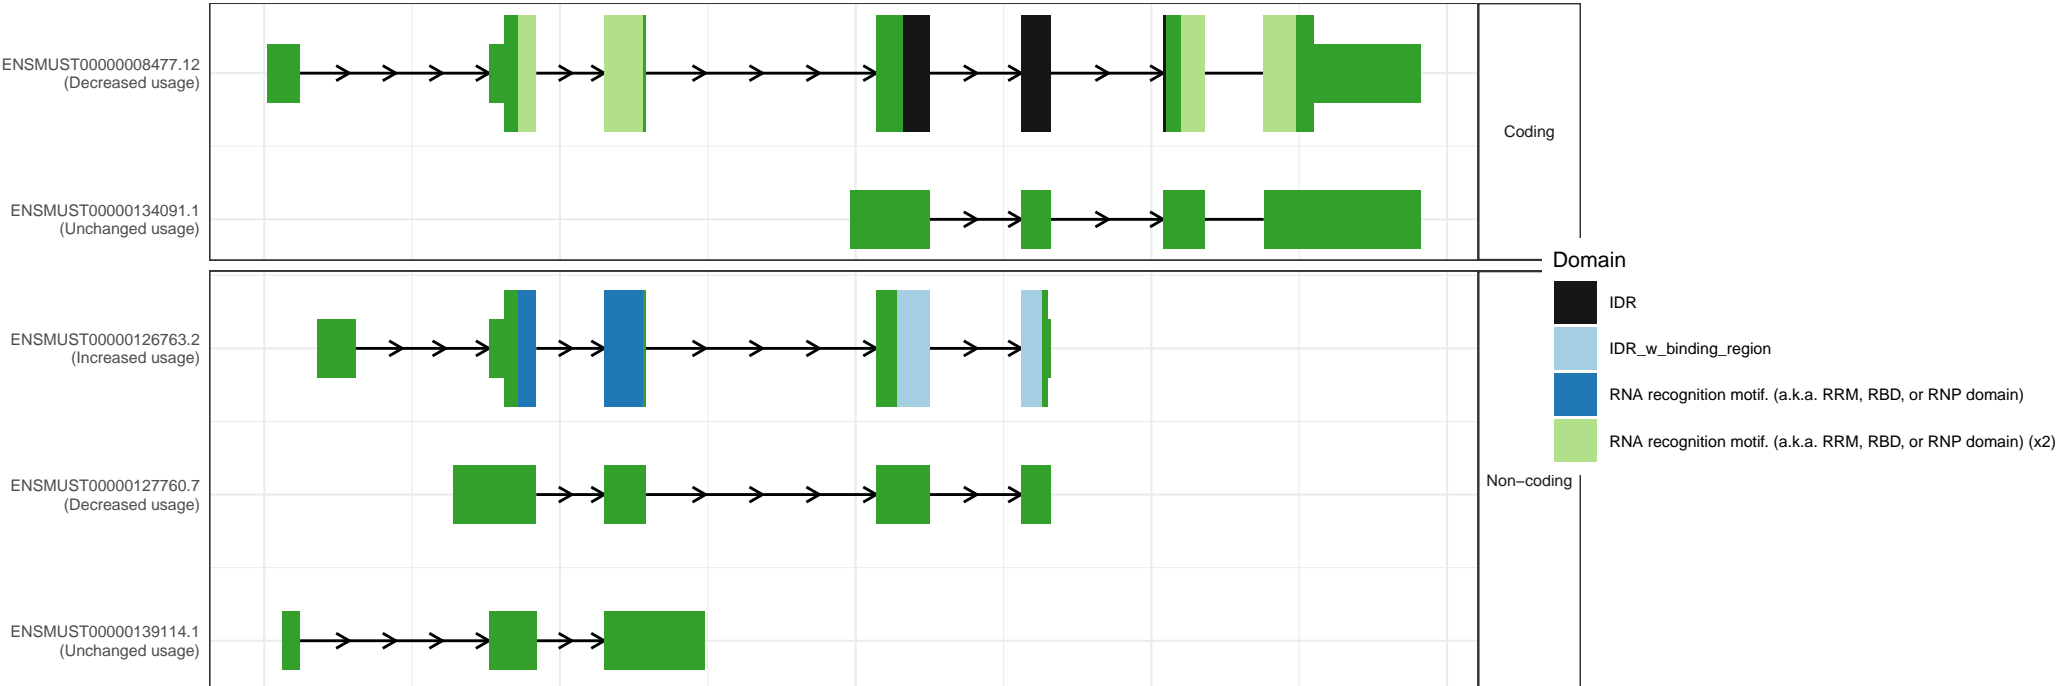 ENSMUST00000008477.12
(Decreased usage)
ENSMUST00000134091.1
(Unchanged usage)
Coding
ENSMUST00000126763.2
(Increased usage)
ENSMUST00000127760.7
(Decreased usage)
ENSMUST00000139114.1
(Unchanged usage)
Non−coding
Domain
IDR
IDR_w_binding_region
RNA recognition motif. (a.k.a. RRM, RBD, or RNP domain)
RNA recognition motif. (a.k.a. RRM, RBD, or RNP domain) (x2)